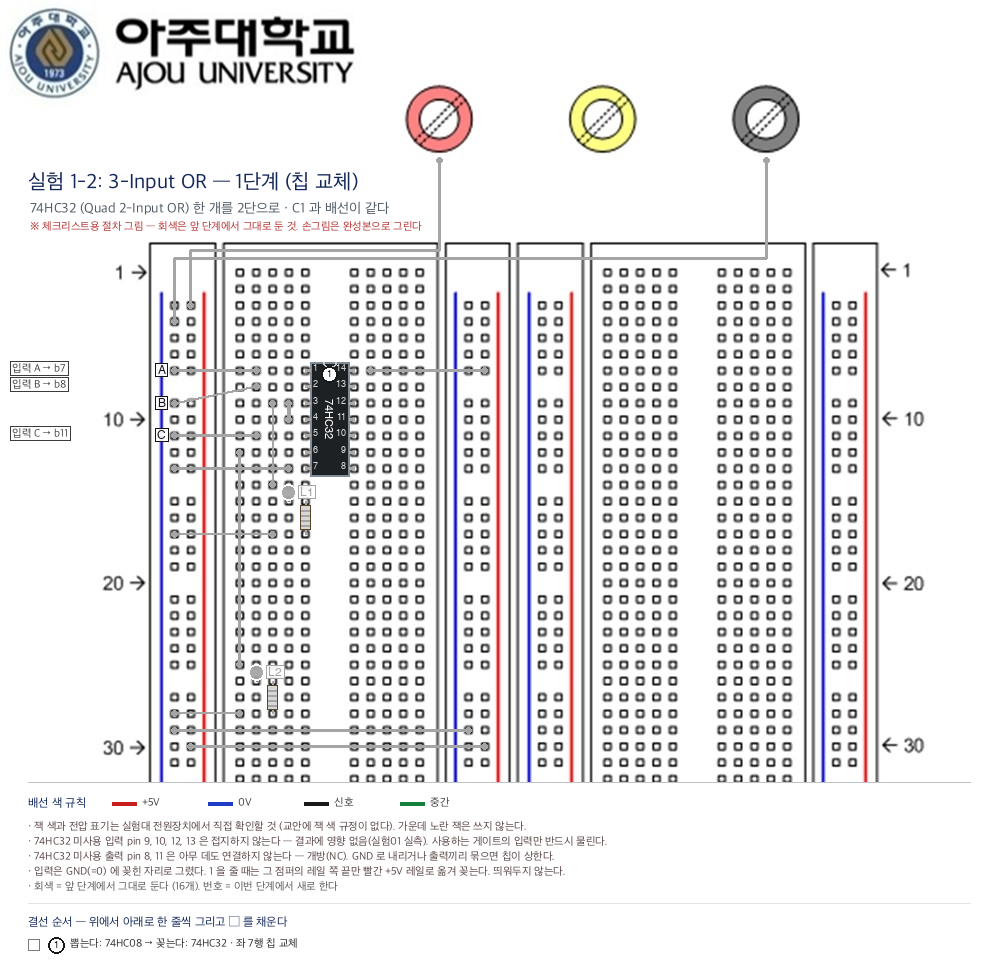 아주대학교
1973
AJOU UNIVERSITY
아주대학교
AJOU UNIVERSITY
실험 1-2: 3-Input OR — 1단계 (칩 교체)
74HC32 (Quad 2-Input OR) 한 개를 2단으로 · C1 과 배선이 같다
※ 체크리스트용 절차 그림 — 회색은 앞 단계에서 그대로 둔 것. 손그림은 완성본으로 그린다
1 →
← 1
입력 A → b7
A
1
14
1
입력 B → b8
2
13
B
3
12
10 →
4
11
← 10
입력 C → b11
C
5
10
6
9
7
8
74HC32
L1
20 →
← 20
L2
30 →
← 30
배선 색 규칙
+5V
0V
신호
중간
· 잭 색과 전압 표기는 실험대 전원장치에서 직접 확인할 것 (교안에 잭 색 규정이 없다). 가운데 노란 잭은 쓰지 않는다.
· 74HC32 미사용 입력 pin 9, 10, 12, 13 은 접지하지 않는다 — 결과에 영향 없음(실험01 실측). 사용하는 게이트의 입력만 반드시 물린다.
· 74HC32 미사용 출력 pin 8, 11 은 아무 데도 연결하지 않는다 — 개방(NC). GND 로 내리거나 출력끼리 묶으면 칩이 상한다.
· 입력은 GND(=0) 에 꽂힌 자리로 그렸다. 1 을 줄 때는 그 점퍼의 레일 쪽 끝만 빨간 +5V 레일로 옮겨 꽂는다. 띄워두지 않는다.
· 회색 = 앞 단계에서 그대로 둔다 (16개). 번호 = 이번 단계에서 새로 한다
결선 순서 — 위에서 아래로 한 줄씩 그리고 □ 를 채운다
□ 1 뽑는다: 74HC08 → 꽂는다: 74HC32 · 좌 7행 칩 교체